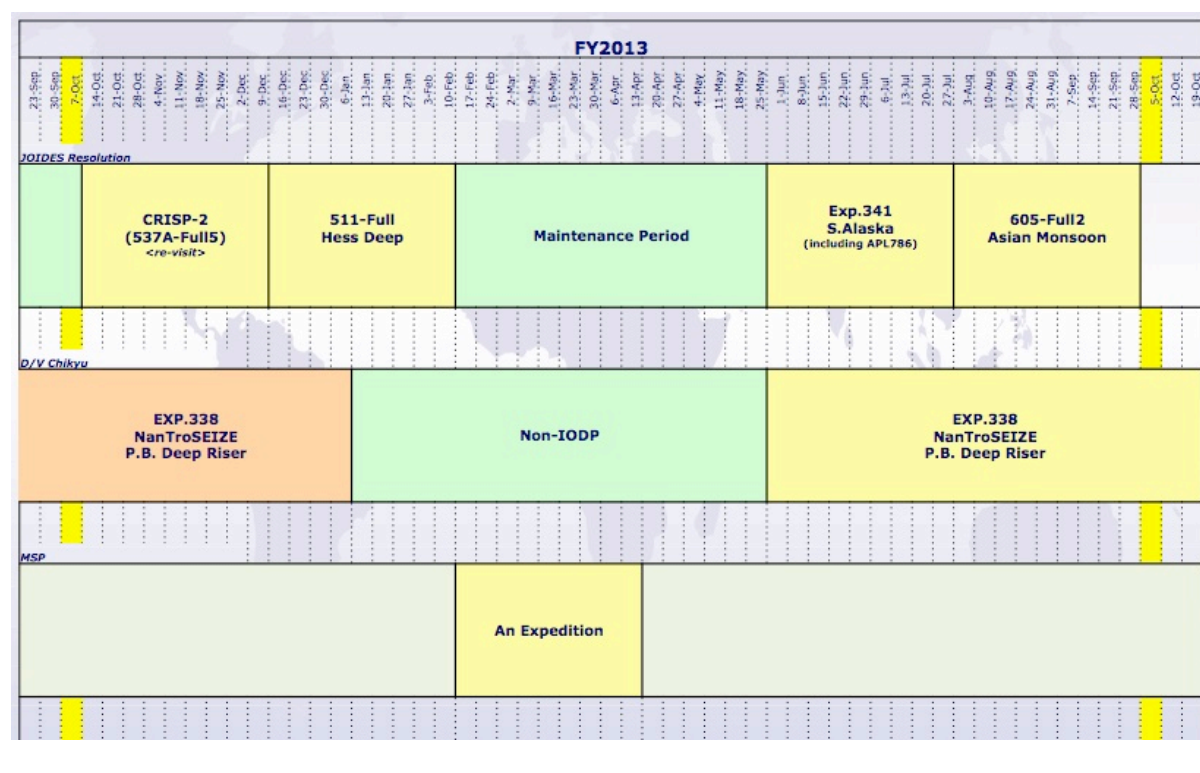 FY2013
23-Sep
30-Sep
7-Oct
14-Oct
21-Oct
28-Oct
4-Nov
11-Nov
18-Nov
25-Nov
2-Dec
9-Dec
16-Dec
23-Dec
30-Dec
6-Jan
13-Jan
20-Jan
27-Jan
3-Feb
10-Feb
17-Feb
24-Feb
2-Mar
9-Mar
16-Mar
23-Mar
30-Mar
6-Apr
13-Apr
20-Apr
27-Apr
4-May
11-May
18-May
25-May
1-Jun
8-Jun
15-Jun
22-Jun
29-Jun
6-Jul
13-Jul
20-Jul
27-Jul
3-Aug
10-Aug
17-Aug
24-Aug
31-Aug
7-Sep
14-Sep
21-Sep
28-Sep
5-Oct
12-Oct
JOIDES Resolution
CRISP-2
(537A-Full5)
<re-visit>
511-Full
Hess Deep
Maintenance Period
Exp.341
S.Alaska
(including APL786)
605-Full2
Asian Monsoon
D/V Chikyu
EXP.338
NanTroSEIZE
P.B. Deep Riser
Non-IODP
EXP.338
NanTroSEIZE
P.B. Deep Riser
MSP
An Expedition